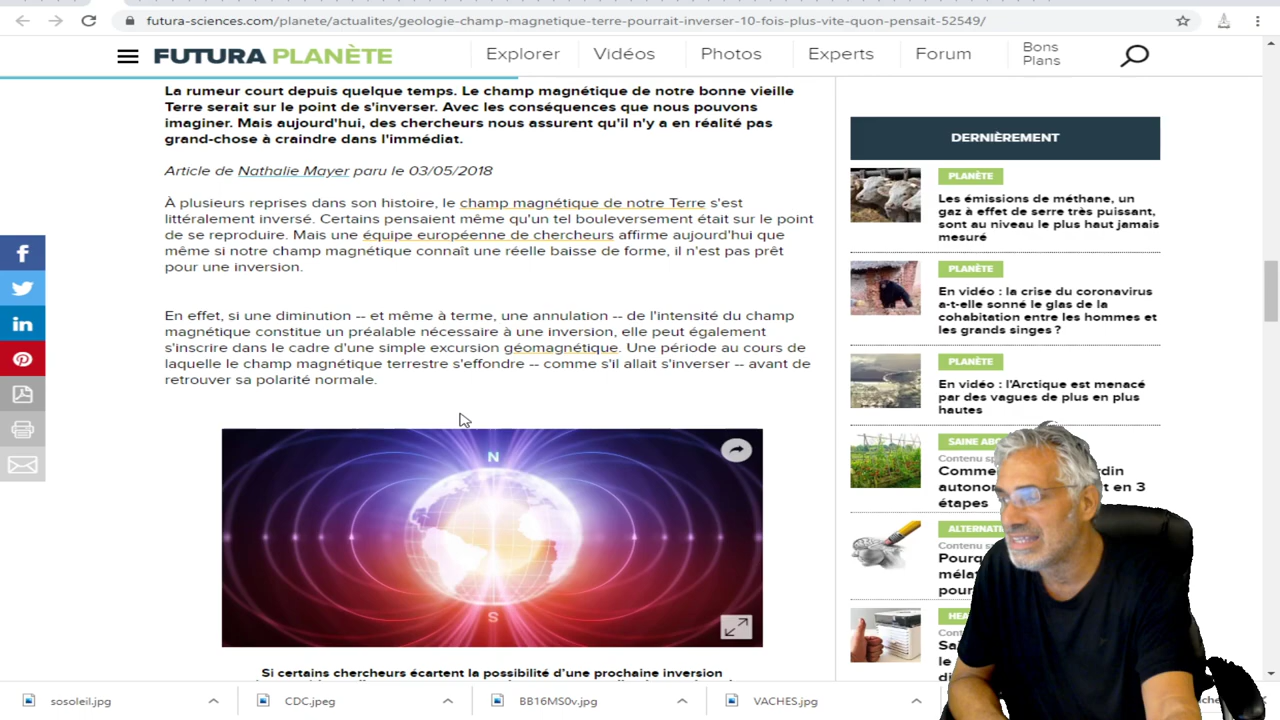 futura-sciences.com/planete/actualites/geologie-champ-magnetique-terre-pourrait-inverser-10-fois-plus-vite-quon-pensait-52549/
FUTURA PLANÈTE
Explorer
Vidéos
Photos
Experts
Forum
Bons
Plans
La rumeur court depuis quelque temps. Le champ magnétique de notre bonne vieille
Terre serait sur le point de s'inverser. Avec les conséquences que nous pouvons
imaginer. Mais aujourd'hui, des chercheurs nous assurent qu'il n'y a en réalité pas
grand-chose à craindre dans l'immédiat.
Article de Nathalie Mayer paru le 03/05/2018
À plusieurs reprises dans son histoire, le champ magnétique de notre Terre s'est
littéralement inversé. Certains pensaient même qu'un tel bouleversement était sur le point
de se reproduire. Mais une équipe européenne de chercheurs affirme aujourd'hui que
même si notre champ magnétique connaît une réelle baisse de forme, il n'est pas prêt
pour une inversion.
En effet, si une diminution -- et même à terme, une annulation -- de l'intensité du champ
magnétique constitue un préalable nécessaire à une inversion, elle peut également
s'inscrire dans le cadre d'une simple excursion géomagnétique. Une période au cours de
laquelle le champ magnétique terrestre s'effondre -- comme s'il allait s'inverser -- avant de
retrouver sa polarité normale.
N
S
Si certains chercheurs écartent la possibilité d'une prochaine inversion
DERNIÈREMENT
PLANÈTE
Les émissions de méthane, un
gaz à effet de serre très puissant,
sont au niveau le plus haut jamais
mesuré
PLANÈTE
En vidéo : la crise du coronavirus
a-t-elle sonné le glas de la
cohabitation entre les hommes et
les grands singes ?
PLANÈTE
En vidéo : l'Arctique est menacé
par des vagues de plus en plus
hautes
SAINE
Contenu
autono
étapes
t en 3
Contenu
sosoleil.jpg
CDC.jpeg
BB16MS0v.jpg
VACHES.jpg